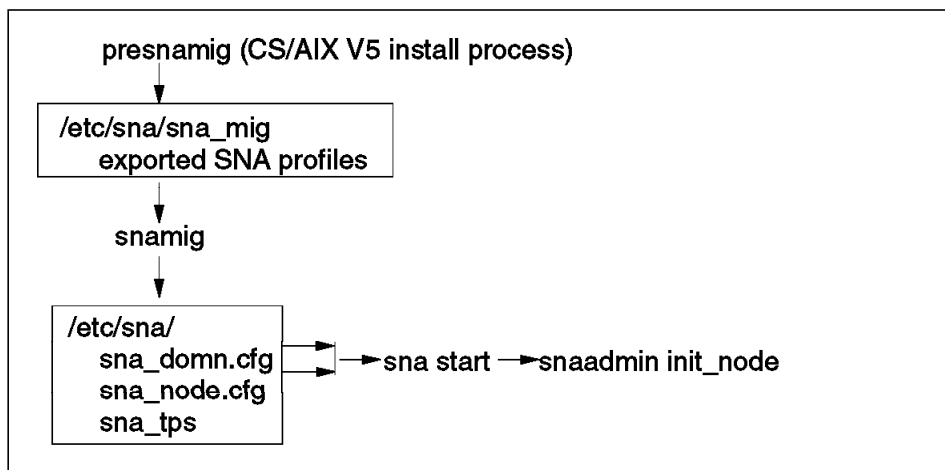 presnamig (CS/AIX V5 install process)
/etc/sna/sna_mig
exported SNA profiles
snamig
/etc/sna/
sna_domn.cfg
sna_node.cfg
sna_tps
sna start
snaadmin init_node